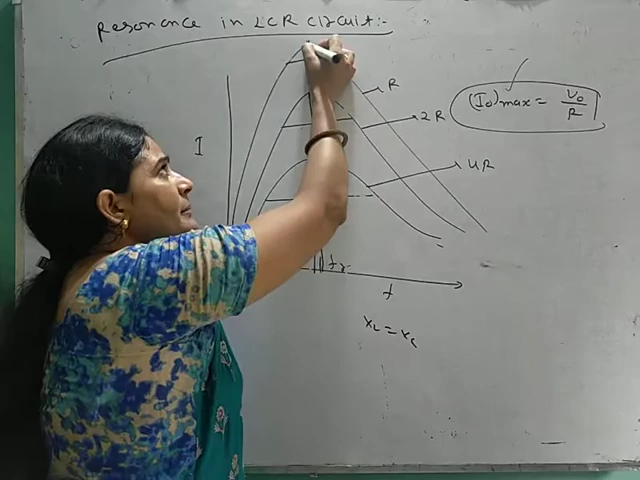 Resonance in LCR Circuit:-
R
(I₀)max = V₀/R
2R
I
4R
fr
f
XL = XC